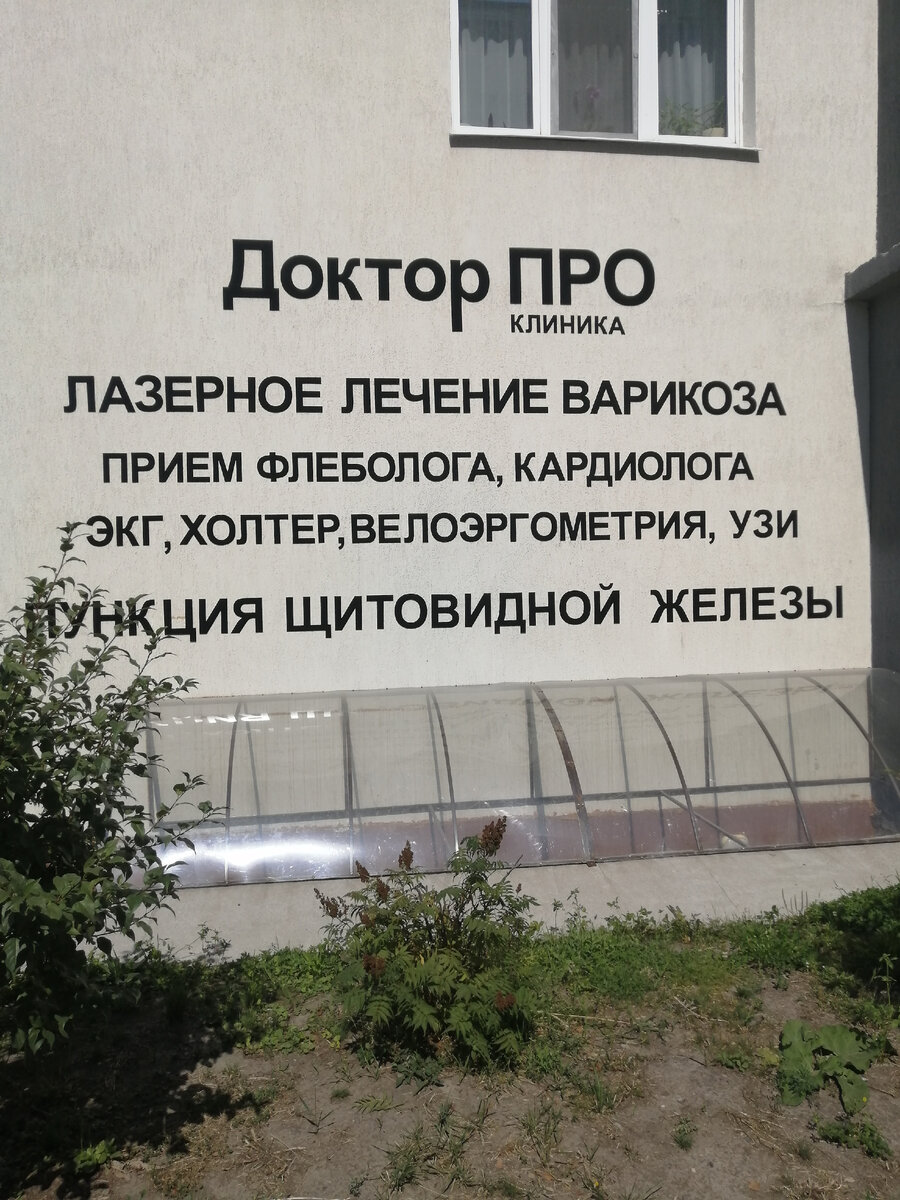 Доктор ПРО
КЛИНИКА
ЛАЗЕРНОЕ ЛЕЧЕНИЕ ВАРИКОЗА
ПРИЕМ ФЛЕБОЛОГА, КАРДИОЛОГА
ЭКГ, ХОЛТЕР, ВЕЛОЭРГОМЕТРИЯ, УЗИ
ПУНКЦИЯ ЩИТОВИДНОЙ ЖЕЛЕЗЫ